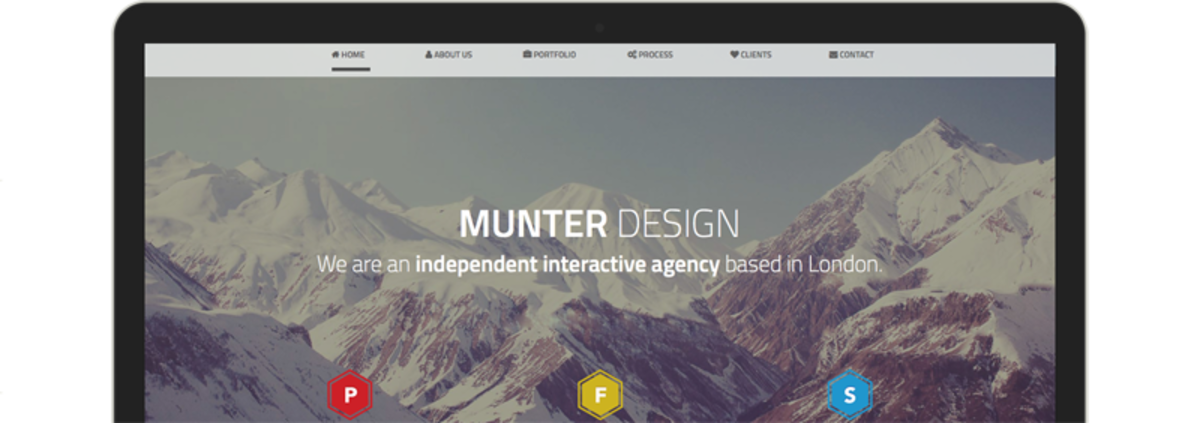 HOME ABOUT US PORTFOLIO PROCESS CLIENTS CONTACT
MUNTER DESIGN
We are an independent interactive agency based in London.
P F S